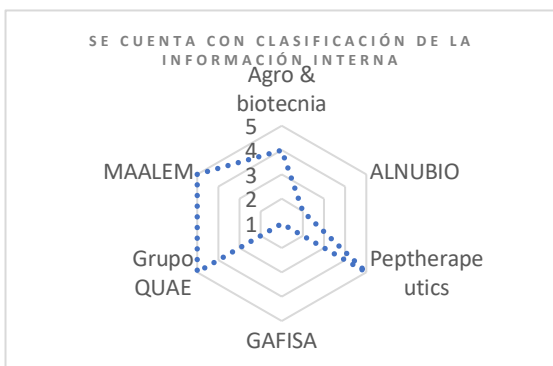 SE CUENTA CON CLASIFICACIÓN DE LA
INFORMACIÓN INTERNA
Agro &
biotecnia
5
4
3
2
1
MAALEM
ALNUBIO
Grupo
QUAE
Peptherape
utics
GAFISA